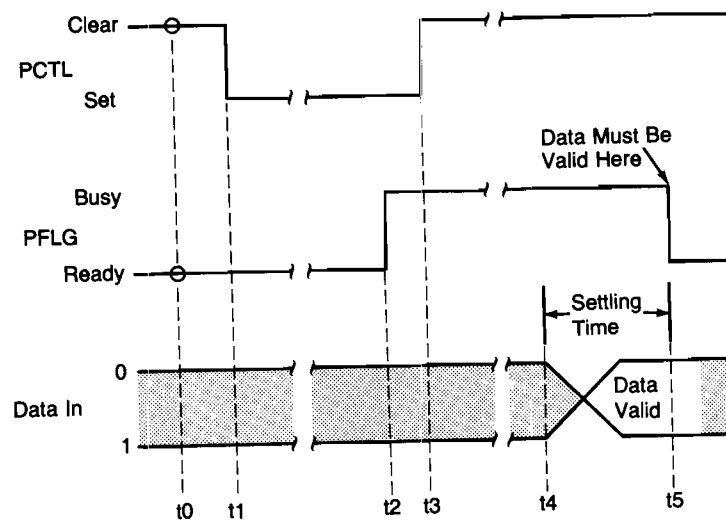 Clear
PCTL
Set
Data Must Be
Valid Here
Busy
PFLG
Ready
Settling
Time
0
Data In
Data
Valid
1
t0 t1 t2 t3 t4 t5